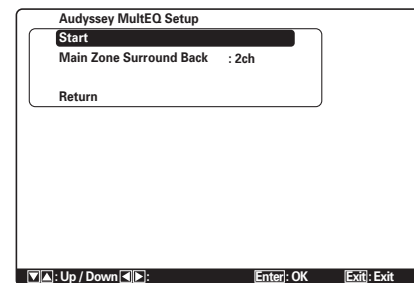 Audyssey MultEQ Setup
Start
Main Zone Surround Back : 2ch
Return
▼▲: Up / Down ◀▶: Enter: OK Exit: Exit